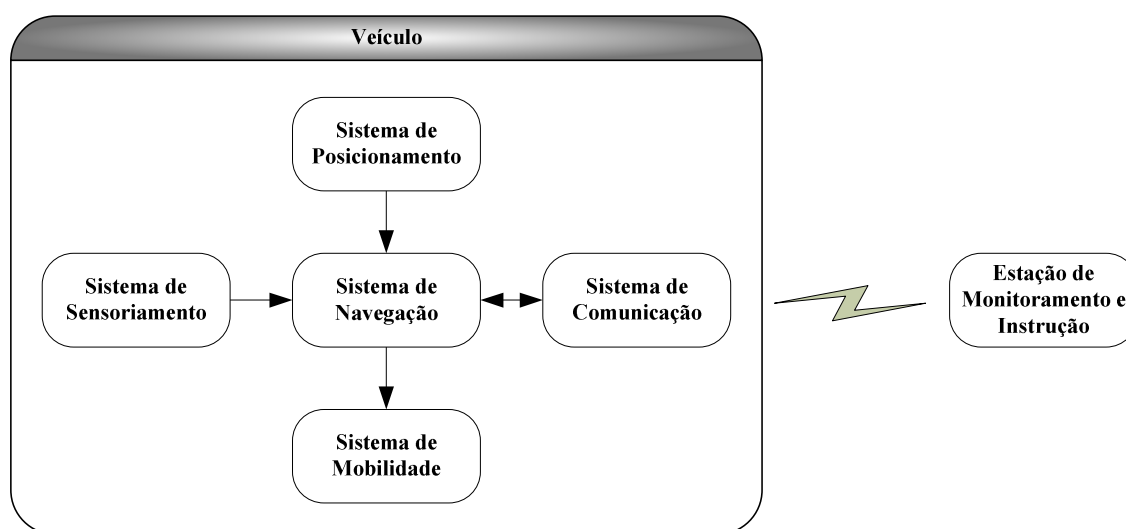 Veículo
Sistema de
Posicionamento
Sistema de
Sensoriamento
Sistema de
Navegação
Sistema de
Comunicação
Estação de
Monitoramento e
Instrução
Sistema de
Mobilidade